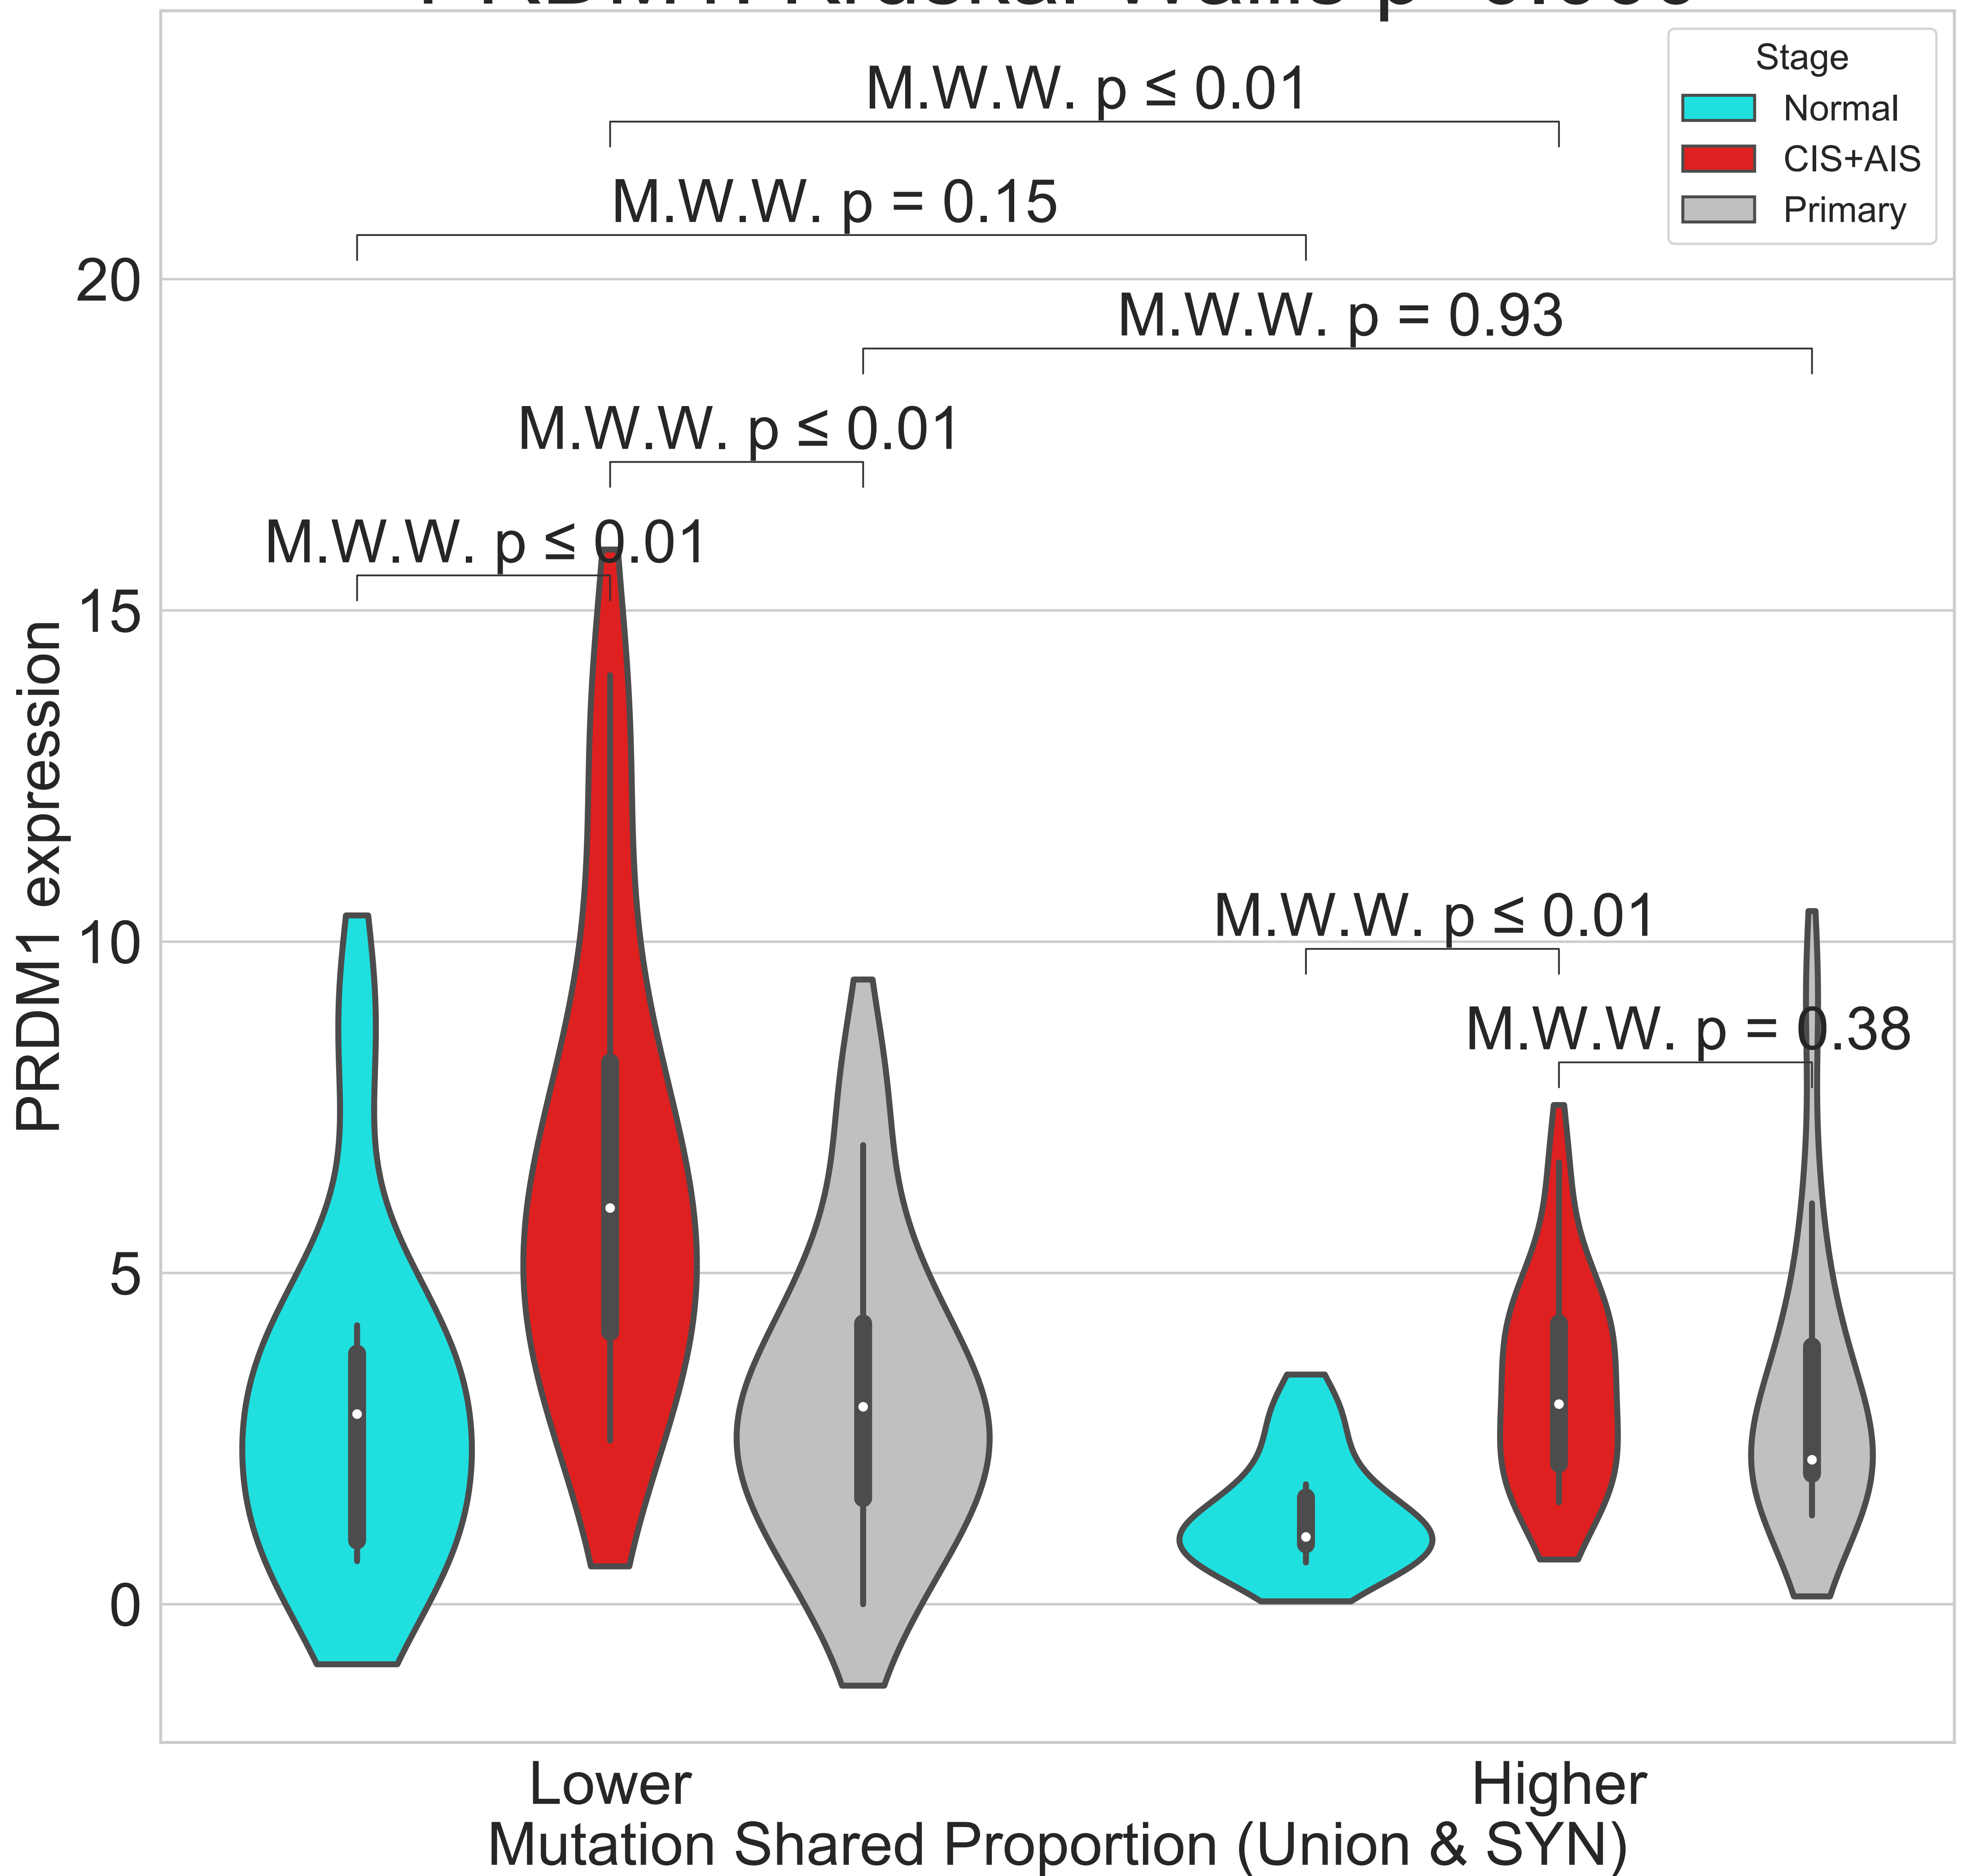 Stage
Normal
CIS+AIS
Primary
M.W.W. p ≤ 0.01
M.W.W. p = 0.15
M.W.W. p = 0.93
M.W.W. p ≤ 0.01
M.W.W. p ≤ 0.01
M.W.W. p ≤ 0.01
M.W.W. p = 0.38
20
15
10
5
0
PRDM1 expression
Lower
Higher
Mutation Shared Proportion (Union & SYN)